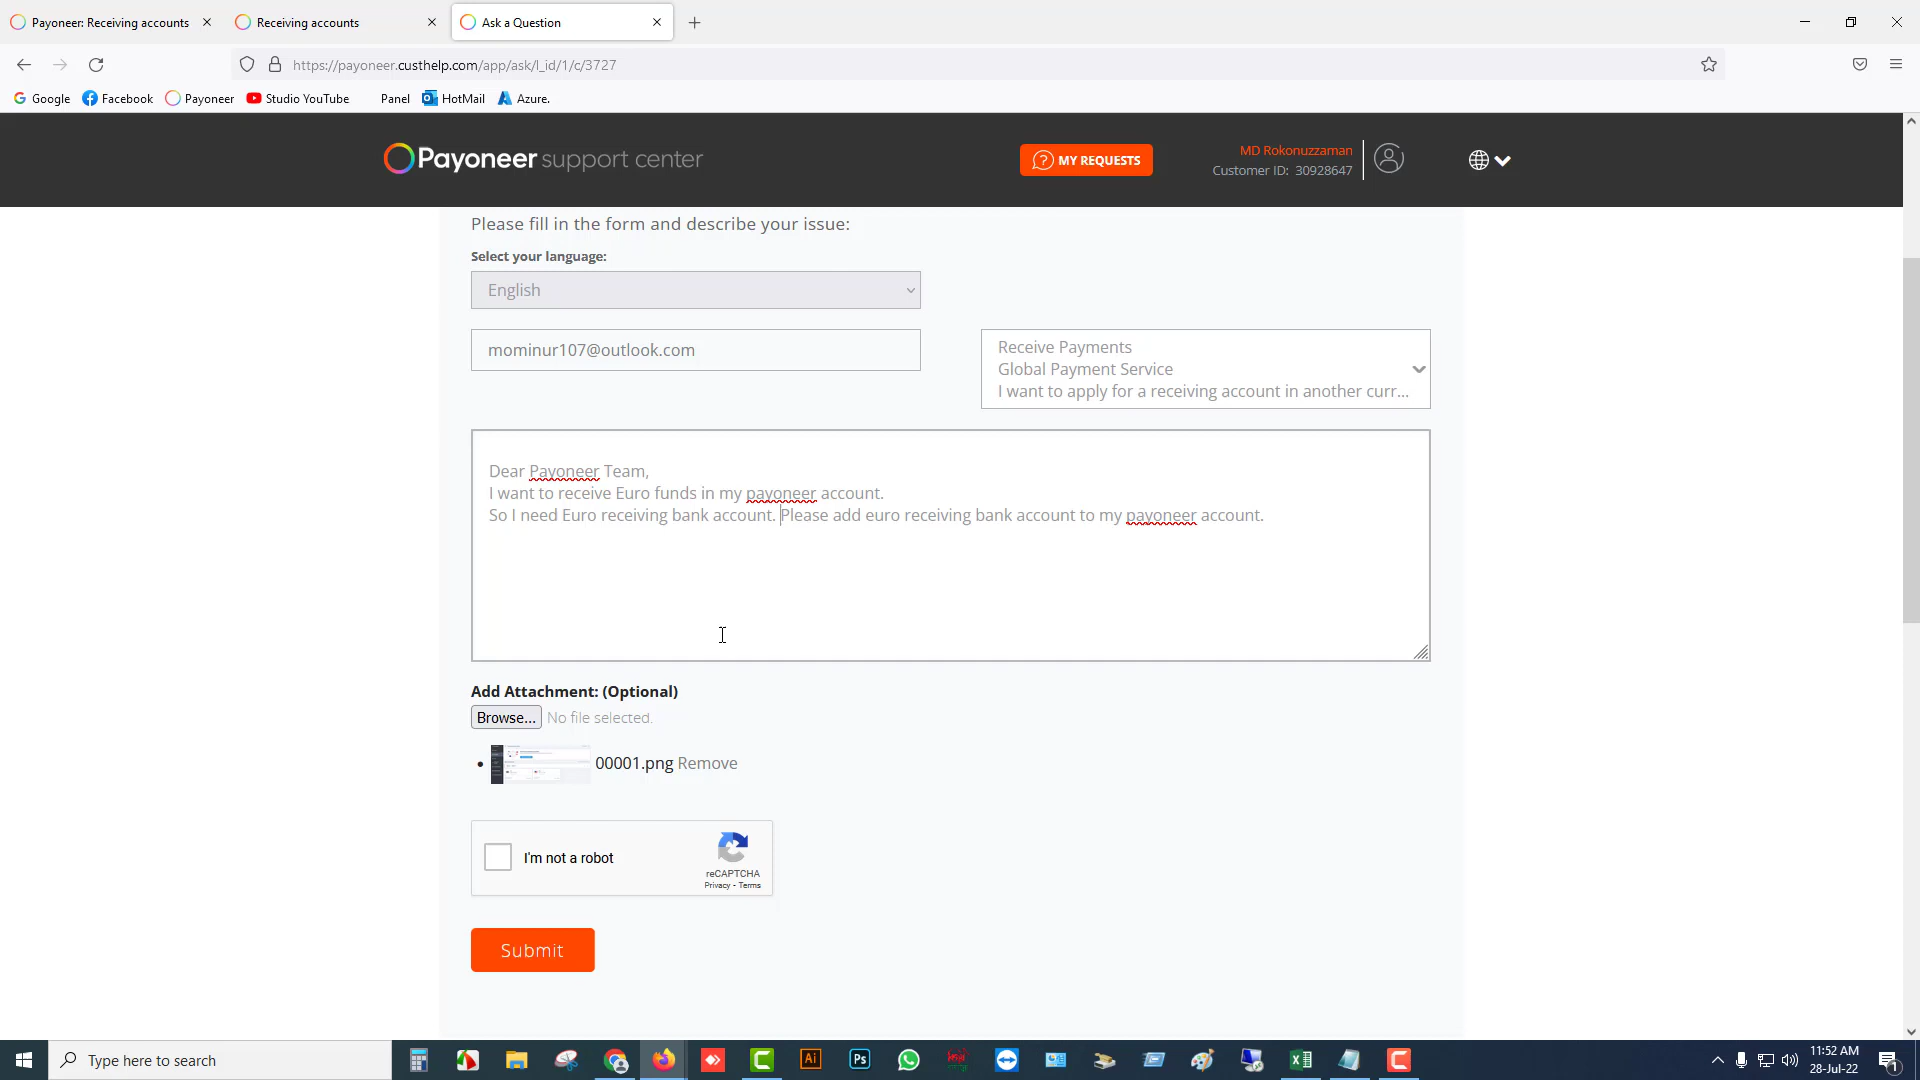 Payoneer: Receiving accounts
Receiving accounts
Ask a Question
https://payoneer.custhelp.com/app/ask/l_id/1/c/3727
Google
Facebook
Payoneer
Studio YouTube
Panel
HotMail
Azure.
Payoneer support center
? MY REQUESTS
MD Rokonuzzaman
Customer ID: 30928647
Please fill in the form and describe your issue:
Select your language:
English
mominur107@outlook.com
Receive Payments
Global Payment Service
I want to apply for a receiving account in another curr...
Dear Payoneer Team,
I want to receive Euro funds in my payoneer account.
So I need Euro receiving bank account. Please add euro receiving bank account to my payoneer account.
Add Attachment: (Optional)
Browse... No file selected.
00001.png Remove
I'm not a robot
reCAPTCHA
Privacy - Terms
Submit
Type here to search
Ai
Ps
11:52 AM
28-Jul-22
1